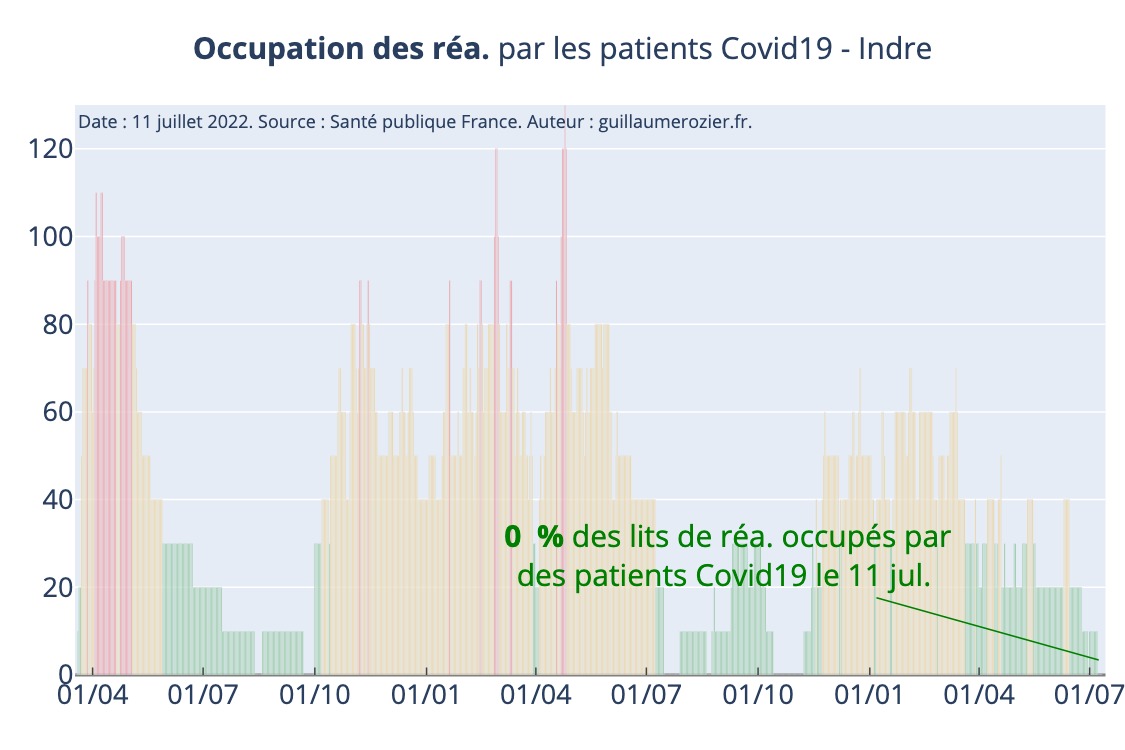 Occupation des réa. par les patients Covid19 - Indre
Date : 11 juillet 2022. Source : Santé publique France. Auteur : guillaumerozier.fr.
120
100
80
60
40
20
0
0 % des lits de réa. occupés par
des patients Covid19 le 11 jul.
01/04 01/07 01/10 01/01 01/04 01/07 01/10 01/01 01/04 01/07